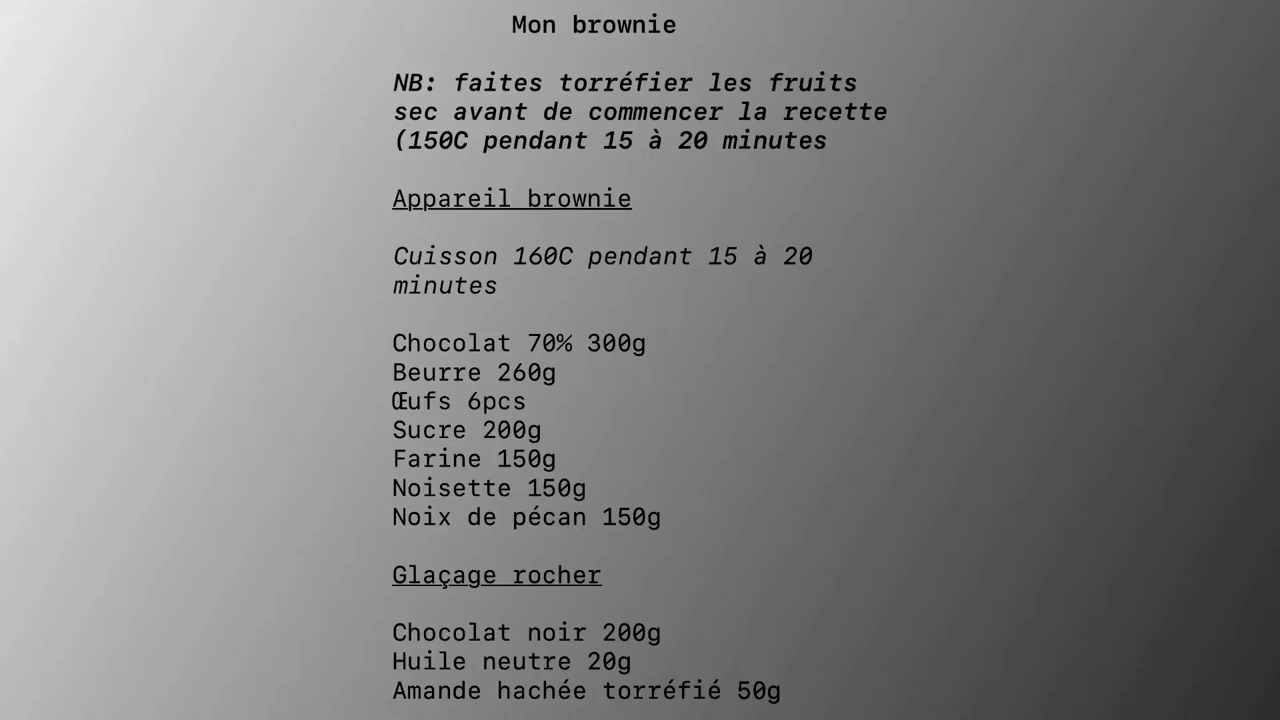 Mon brownie
NB: faites torréfier les fruits
sec avant de commencer la recette
(150C pendant 15 à 20 minutes
Appareil brownie
Cuisson 160C pendant 15 à 20
minutes
Chocolat 70% 300g
Beurre 260g
Œufs 6pcs
Sucre 200g
Farine 150g
Noisette 150g
Noix de pécan 150g
Glaçage rocher
Chocolat noir 200g
Huile neutre 20g
Amande hachée torréfié 50g